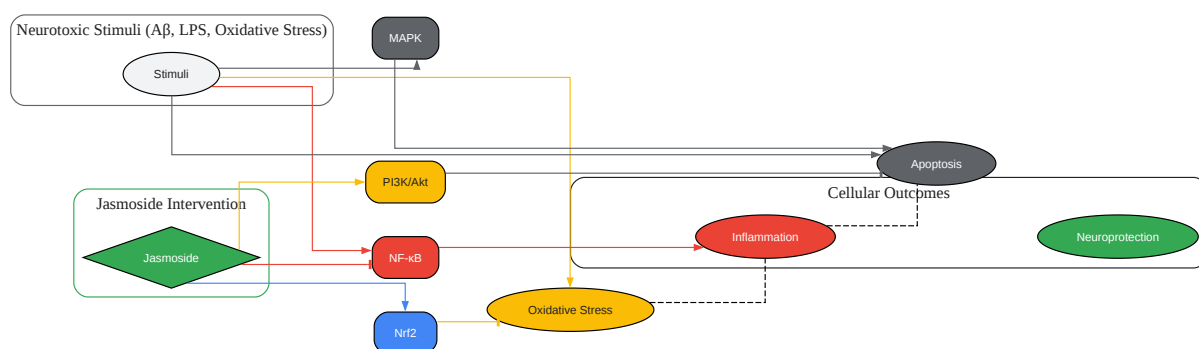 Neurotoxic Stimuli (Aβ, LPS, Oxidative Stress)
MAPK
Stimuli
Apoptosis
PI3K/Akt
Cellular Outcomes
Jasmoside Intervention
Inflammation
Neuroprotection
Jasmoside
NF-κB
Oxidative Stress
Nrf2